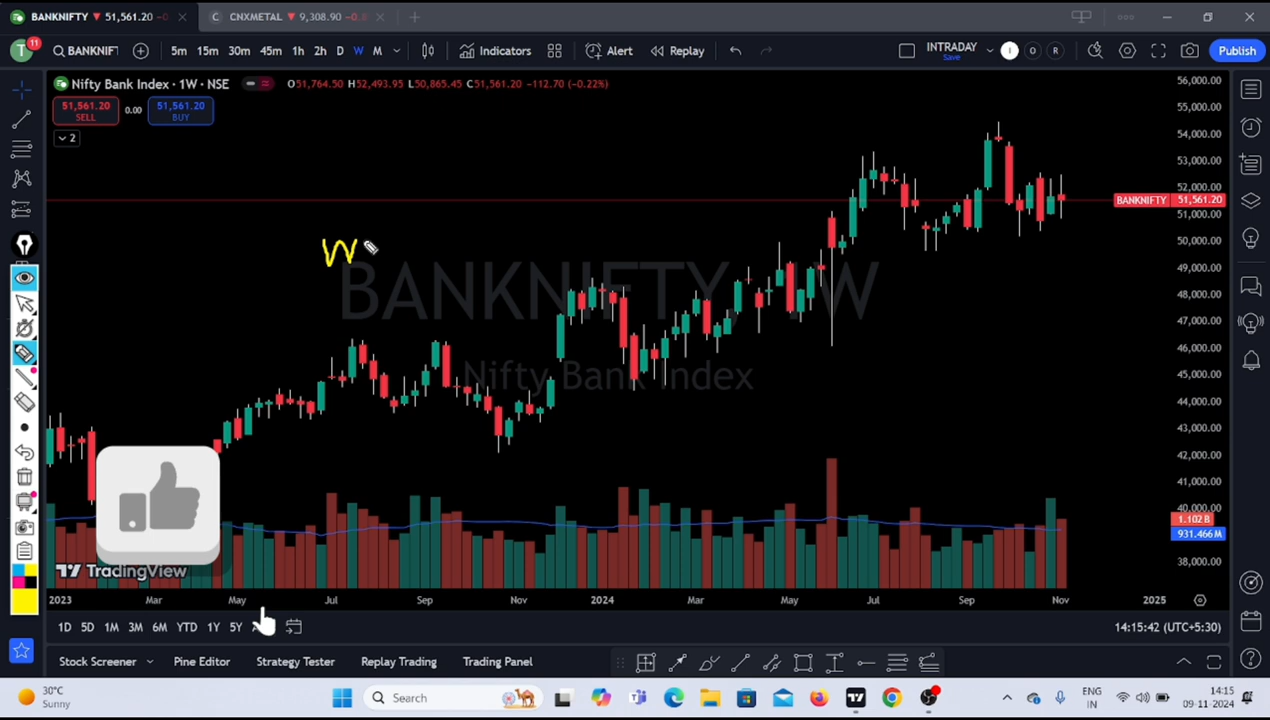 BANKNIFTY ▼ 51,561.20 −0
C CNXMETAL ▼ 9,308.90 −0.
T 11 BANKNIFT 5m 15m 30m 45m 1h 2h D W M Indicators Alert Replay INTRADAY Save I O R Publish
Nifty Bank Index · 1W · NSE O51,764.50 H52,493.95 L50,865.45 C51,561.20 −112.70 (−0.22%)
51,561.20 SELL 0.00 51,561.20 BUY
2
W
BANKNIFTY, 1W
Nifty Bank Index
56,000.00
55,000.00
54,000.00
53,000.00
52,000.00
BANKNIFTY 51,561.20
51,000.00
50,000.00
49,000.00
48,000.00
47,000.00
46,000.00
45,000.00
44,000.00
43,000.00
42,000.00
41,000.00
40,000.00
1.102 B
931.466 M
38,000.00
TradingView
2023 Mar May Jul Sep Nov 2024 Mar May Jul Sep Nov 2025
1D 5D 1M 3M 6M YTD 1Y 5Y 14:15:42 (UTC+5:30)
Stock Screener Pine Editor Strategy Tester Replay Trading Trading Panel
30°C
Sunny
Search
ENG
IN
14:15
09-11-2024